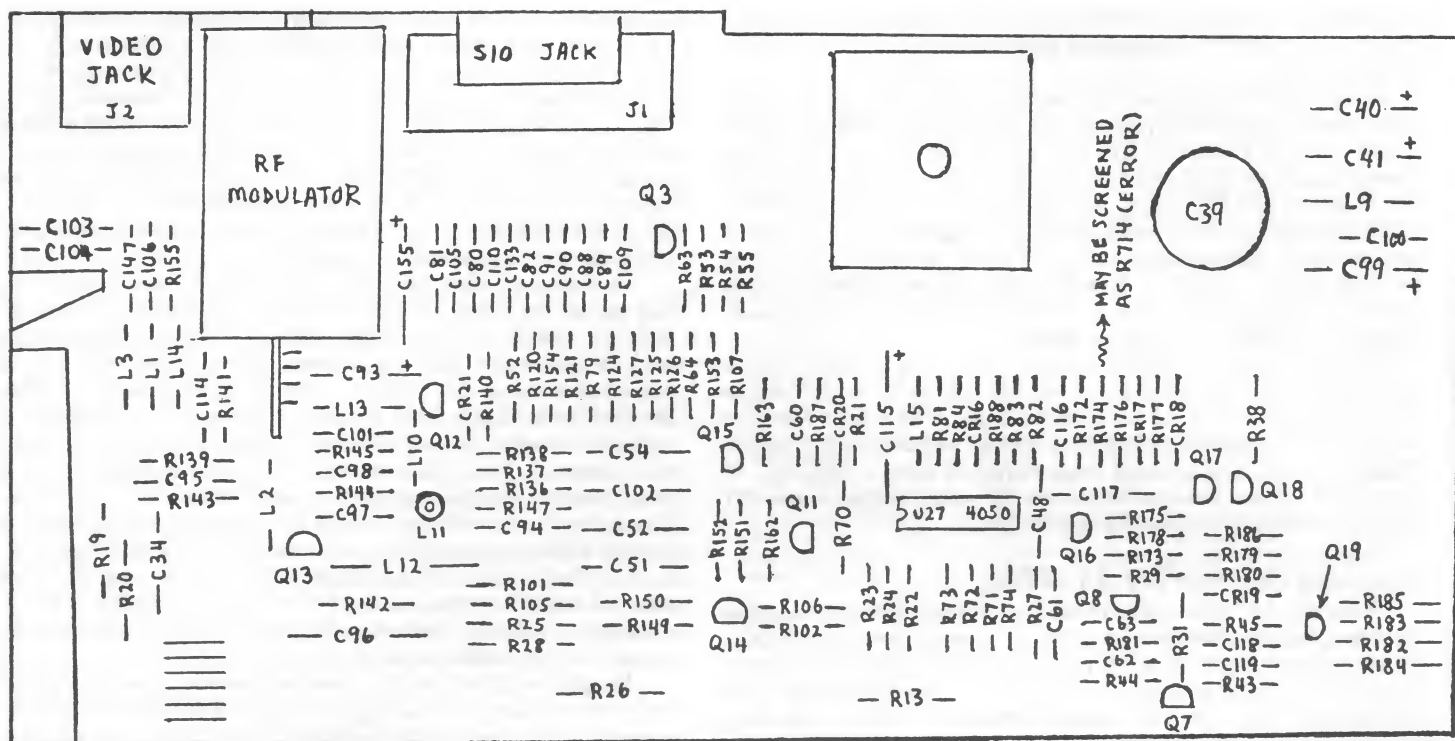 VIDEO
JACK
J2
RF
MODULATOR
SIO JACK
J1
Q3
MAY BE SCREENED
AS R714 (ERROR)
C39
C40 +
C41 +
L9
C100
C99
+
C103
C104
C147
C106
R155
+
C155
C81
C105
C80
C110
C133
C82
C91
C90
C88
C89
C109
R63
R53
R54
R55
L3
L1
L14
C114
R141
C93 +
L13
C101
R145
C98
R144
C97
L10
L11
Q12
CR21
R140
R52
R120
R154
R121
R79
R124
R127
R125
R126
R64
R153
R107
Q15
R163
C60
R187
CR20
R21
+
C115
L15
R81
R84
CR16
R188
R83
R82
C116
R172
R174
R176
CR17
R177
CR18
R38
R139
C95
R143
L2
R138
R137
R136
R147
C94
C54
C102
C52
C51
Q11
R70
U27 4050
C48
C117
Q17
Q18
R19
R20
C34
Q13
L12
R142
C96
R101
R105
R25
R28
R150
R149
R152
R151
R162
Q14
R106
R102
R23
R24
R22
R73
R72
R71
R74
R27
C61
Q16
R175
R178
R173
R29
Q8
C63
R181
C62
R44
R31
R186
R179
R180
CR19
R45
C118
C119
R43
Q19
R185
R183
R182
R184
R26
R13
Q7